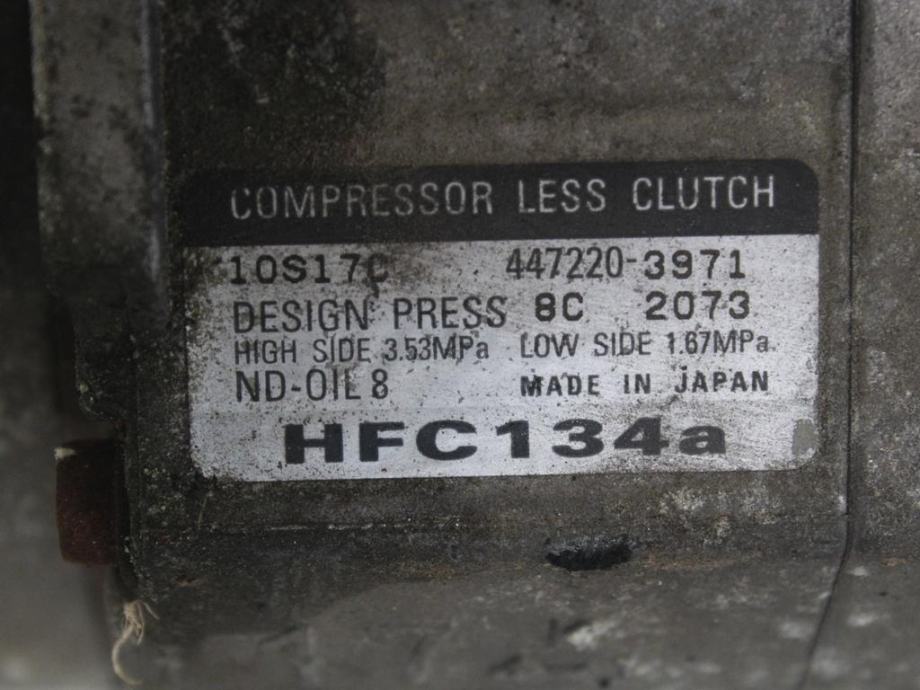 COMPRESSOR LESS CLUTCH
10S17C 447220-3971
DESIGN PRESS 8C 2073
HIGH SIDE 3.53MPa LOW SIDE 1.67MPa
ND-OIL 8 MADE IN JAPAN
HFC134a